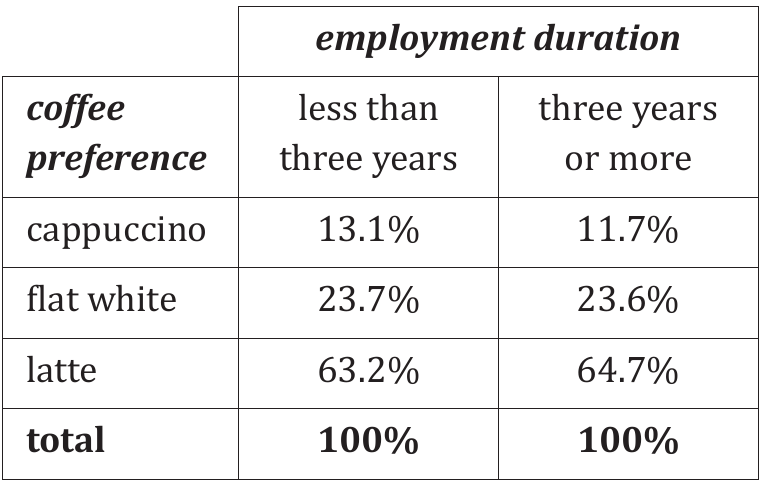 employment duration
coffee
preference
less than
three years
three years
or more
cappuccino 13.1% 11.7%
flat white 23.7% 23.6%
latte 63.2% 64.7%
total 100% 100%